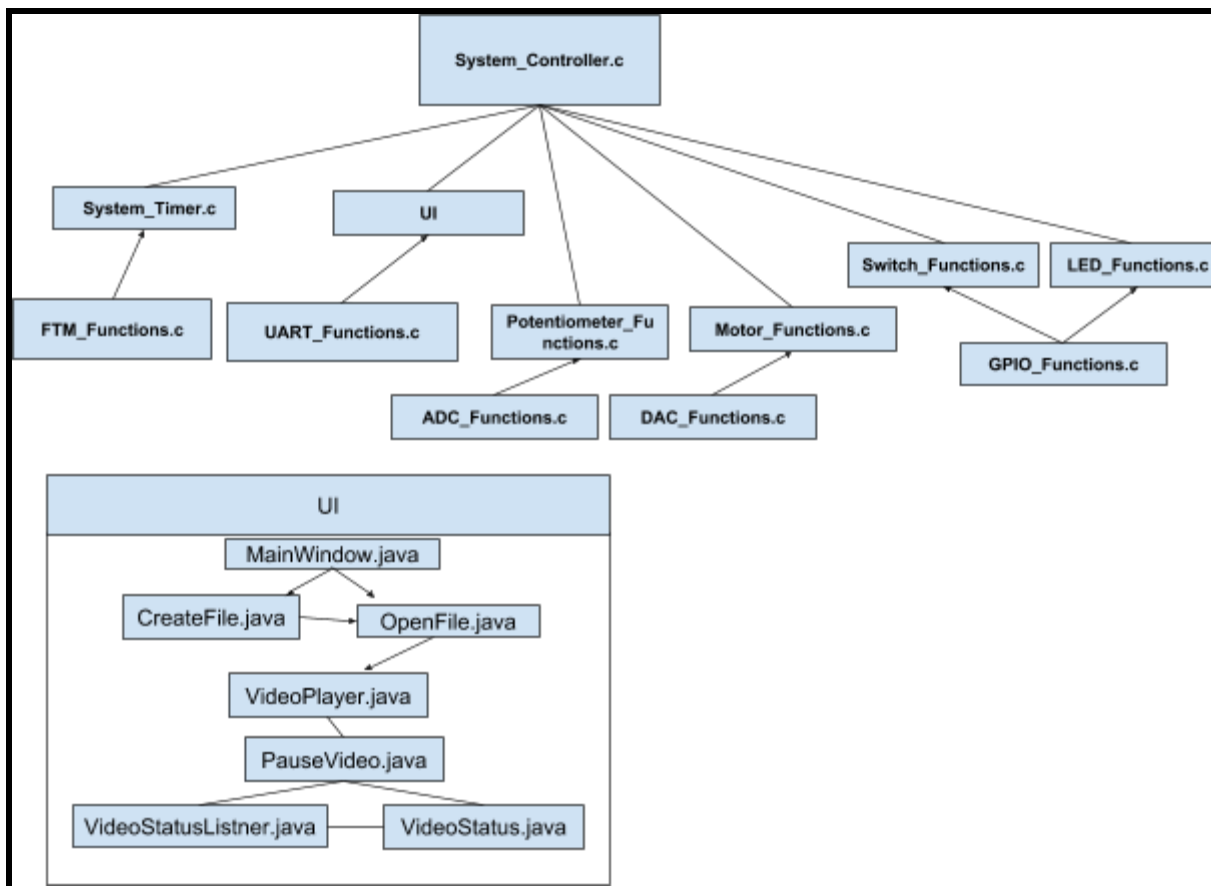 System_Controller.c
System_Timer.c
UI
Switch_Functions.c
LED_Functions.c
FTM_Functions.c
UART_Functions.c
Potentiometer_Fu
nctions.c
Motor_Functions.c
GPIO_Functions.c
ADC_Functions.c
DAC_Functions.c
UI
MainWindow.java
CreateFile.java
OpenFile.java
VideoPlayer.java
PauseVideo.java
VideoStatusListner.java
VideoStatus.java